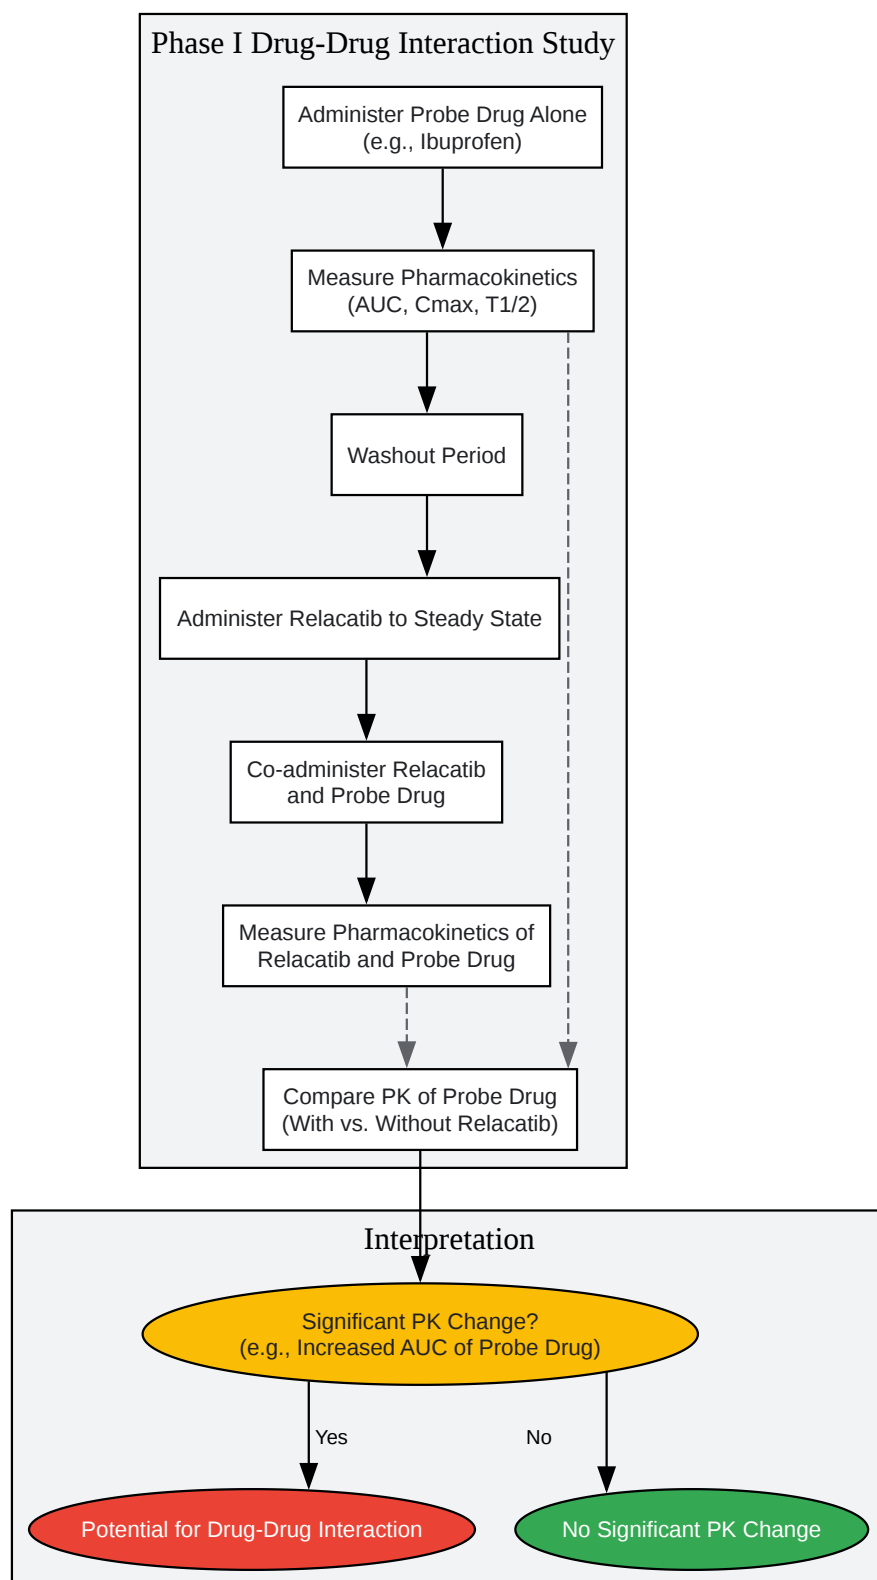 Phase I Drug-Drug Interaction Study
Administer Probe Drug Alone
(e.g., Ibuprofen)
Measure Pharmacokinetics
(AUC, Cmax, T1/2)
Washout Period
Administer Relacatib to Steady State
Co-administer Relacatib
and Probe Drug
Measure Pharmacokinetics of
Relacatib and Probe Drug
Compare PK of Probe Drug
(With vs. Without Relacatib)
Interpretation
Significant PK Change?
(e.g., Increased AUC of Probe Drug)
Yes
No
Potential for Drug-Drug Interaction
No Significant PK Change